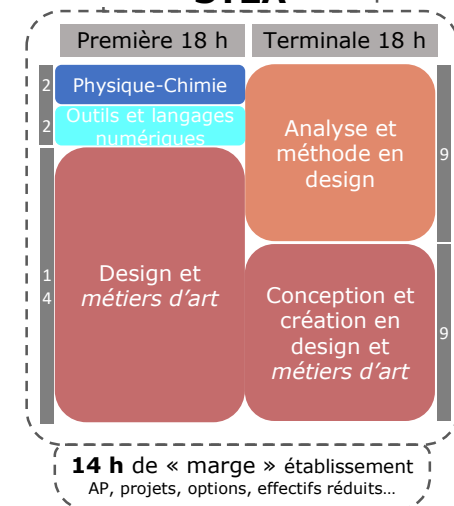 Première 18 h
Terminale 18 h
2
Physique-Chimie
2
Outils et langages
numériques
Analyse et
méthode en
design
9
1
4
Design et
métiers d’art
Conception et
création en
design et
métiers d’art
9
14 h de « marge » établissement
AP, projets, options, effectifs réduits…